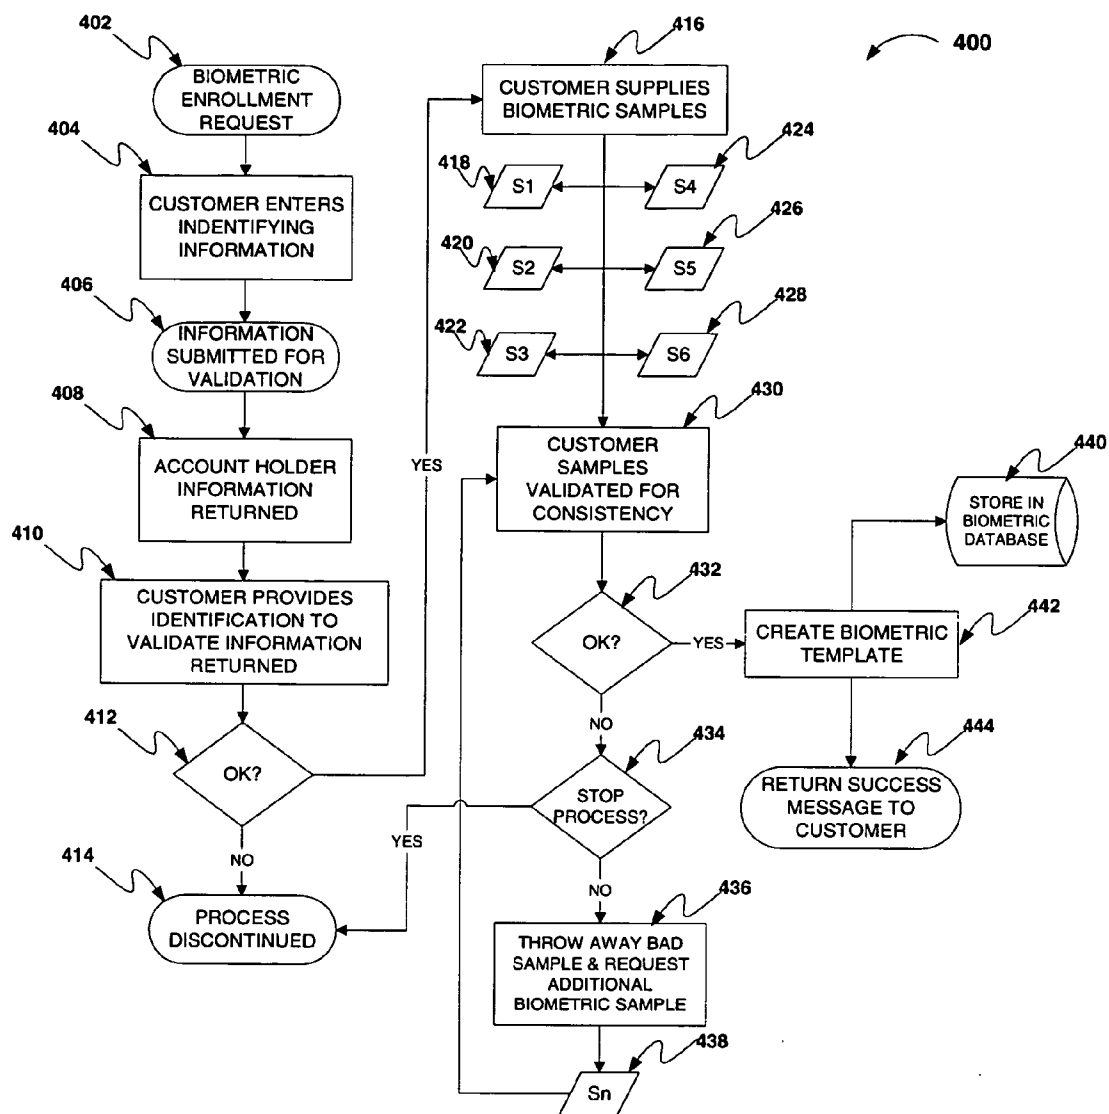 402
BIOMETRIC
ENROLLMENT
REQUEST
404
CUSTOMER ENTERS
INDENTIFYING
INFORMATION
406
INFORMATION
SUBMITTED FOR
VALIDATION
408
ACCOUNT HOLDER
INFORMATION
RETURNED
410
CUSTOMER PROVIDES
IDENTIFICATION TO
VALIDATE INFORMATION
RETURNED
412
OK?
NO
YES
414
PROCESS
DISCONTINUED
416
CUSTOMER SUPPLIES
BIOMETRIC SAMPLES
400
418
S1
424
S4
420
S2
426
S5
422
S3
428
S6
430
CUSTOMER
SAMPLES
VALIDATED FOR
CONSISTENCY
432
OK?
YES
NO
434
STOP
PROCESS?
YES
NO
436
THROW AWAY BAD
SAMPLE & REQUEST
ADDITIONAL
BIOMETRIC SAMPLE
438
Sn
440
STORE IN
BIOMETRIC
DATABASE
442
CREATE BIOMETRIC
TEMPLATE
444
RETURN SUCCESS
MESSAGE TO
CUSTOMER